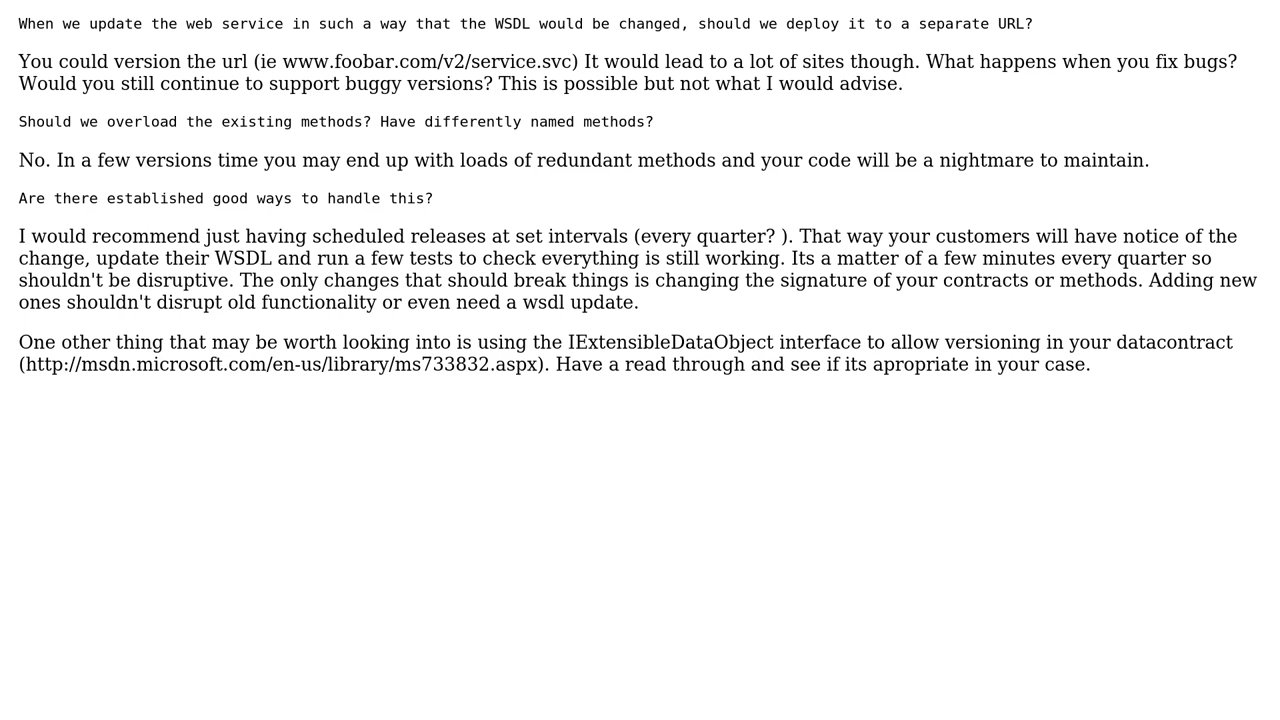 When we update the web service in such a way that the WSDL would be changed, should we deploy it to a separate URL?
You could version the url (ie www.foobar.com/v2/service.svc) It would lead to a lot of sites though. What happens when you fix bugs?
Would you still continue to support buggy versions? This is possible but not what I would advise.
Should we overload the existing methods? Have differently named methods?
No. In a few versions time you may end up with loads of redundant methods and your code will be a nightmare to maintain.
Are there established good ways to handle this?
I would recommend just having scheduled releases at set intervals (every quarter? ). That way your customers will have notice of the
change, update their WSDL and run a few tests to check everything is still working. Its a matter of a few minutes every quarter so
shouldn't be disruptive. The only changes that should break things is changing the signature of your contracts or methods. Adding new
ones shouldn't disrupt old functionality or even need a wsdl update.
One other thing that may be worth looking into is using the IExtensibleDataObject interface to allow versioning in your datacontract
(http://msdn.microsoft.com/en-us/library/ms733832.aspx). Have a read through and see if its apropriate in your case.